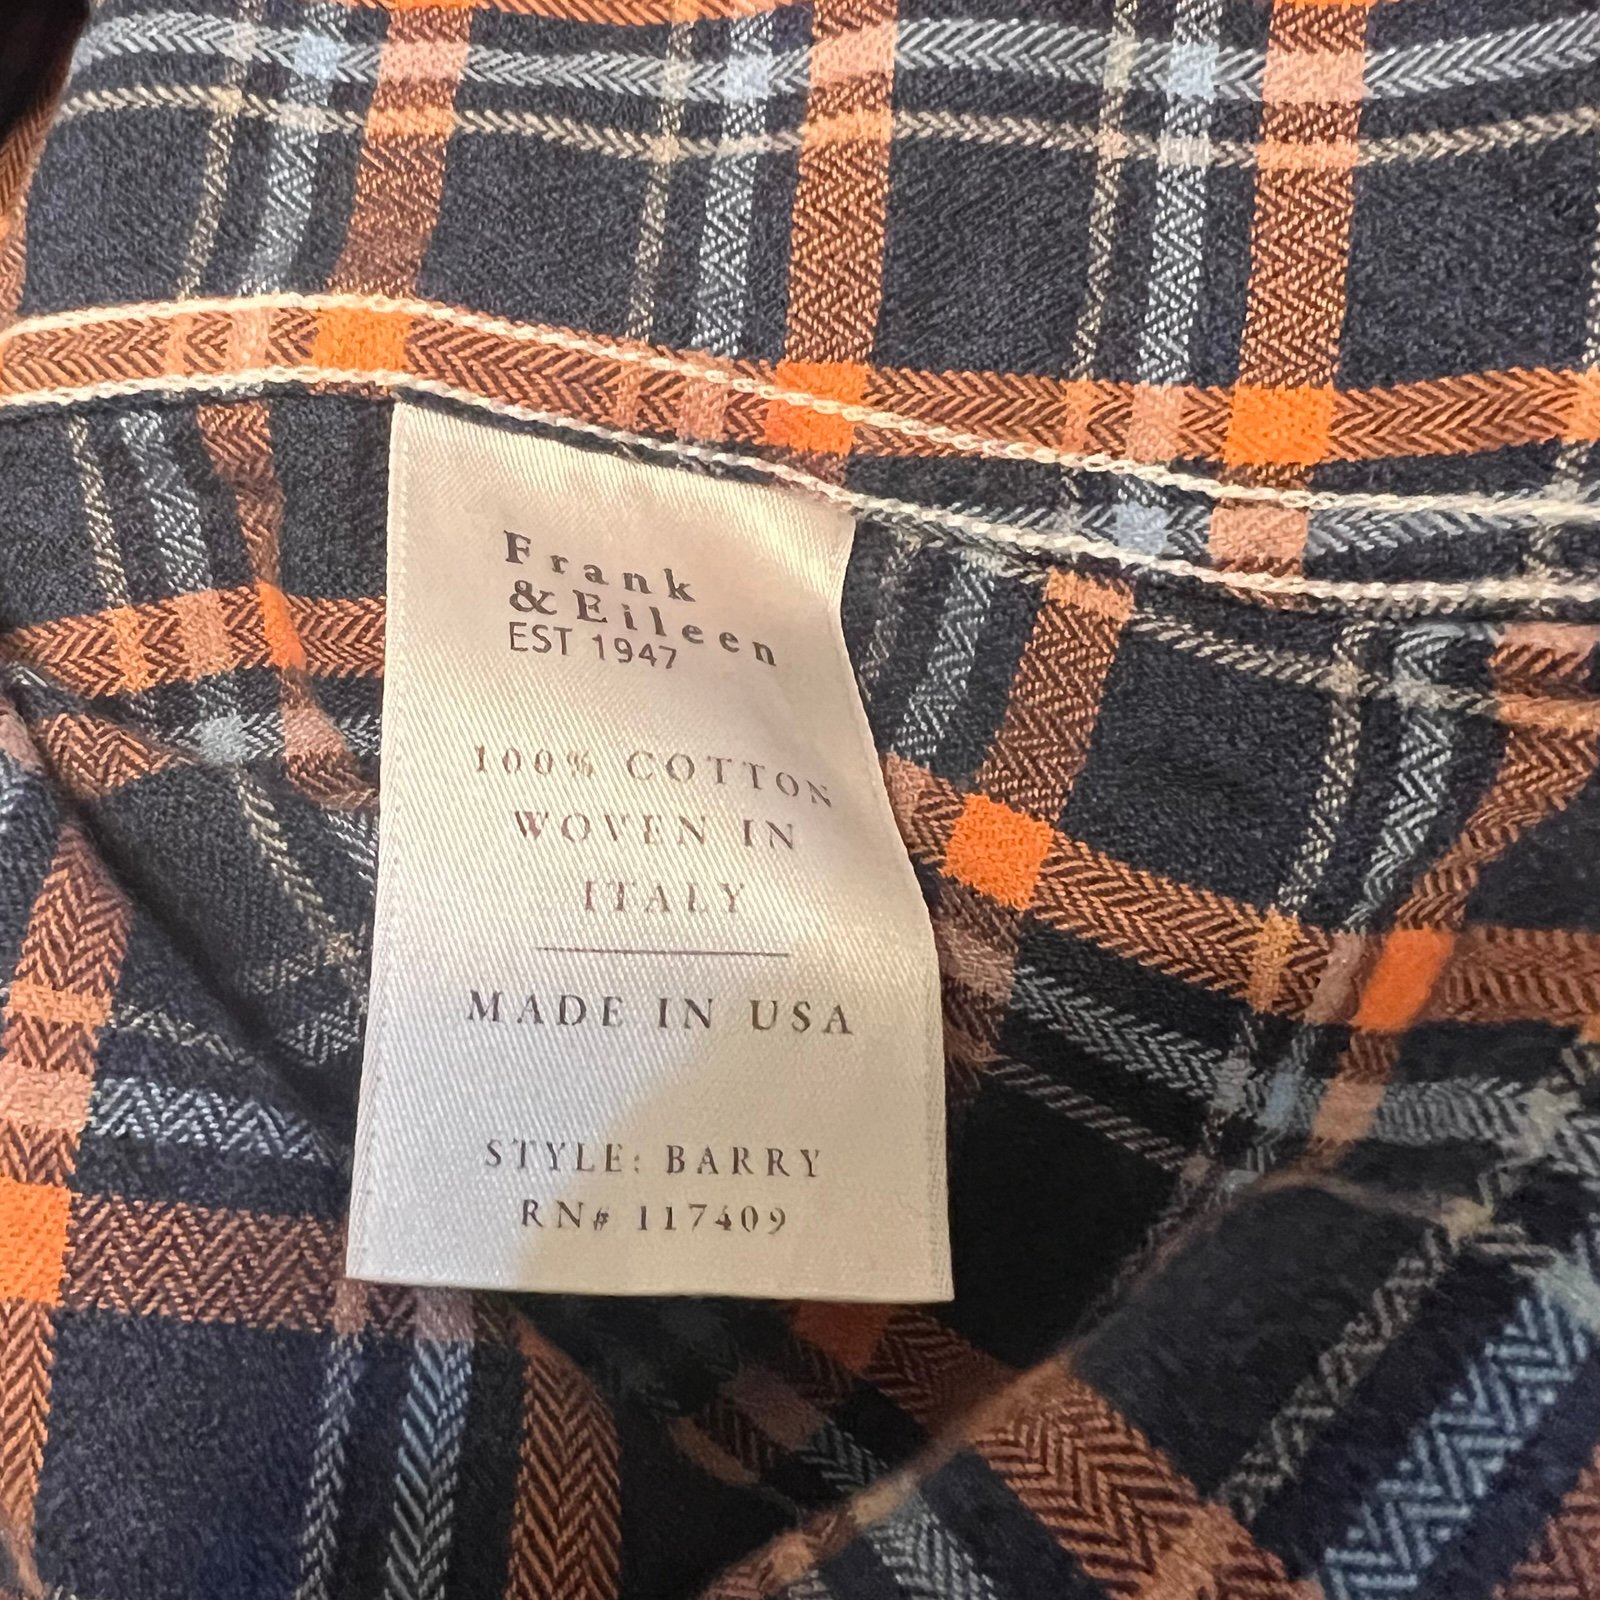 Frank
& Eileen
EST 1947
100% COTTON
WOVEN IN
ITALY
MADE IN USA
STYLE: BARRY
RN# 117409